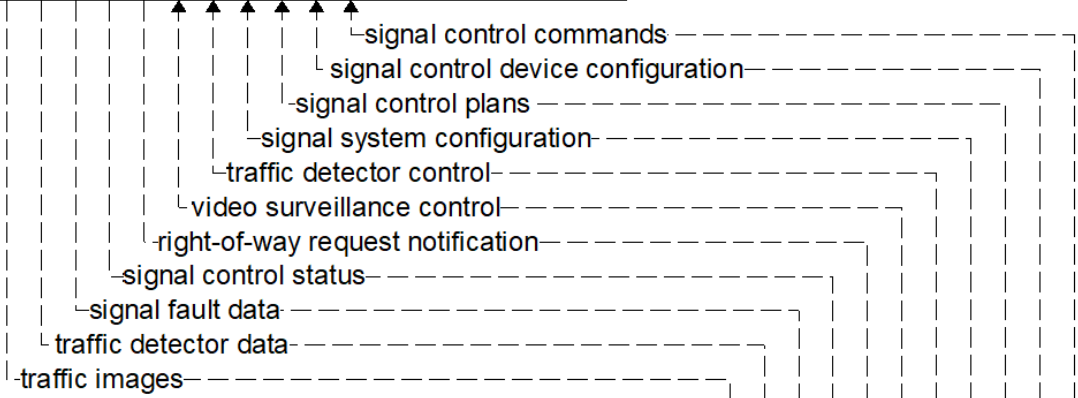 signal control commands
signal control device configuration
signal control plans
signal system configuration
traffic detector control
video surveillance control
right-of-way request notification
signal control status
signal fault data
traffic detector data
traffic images